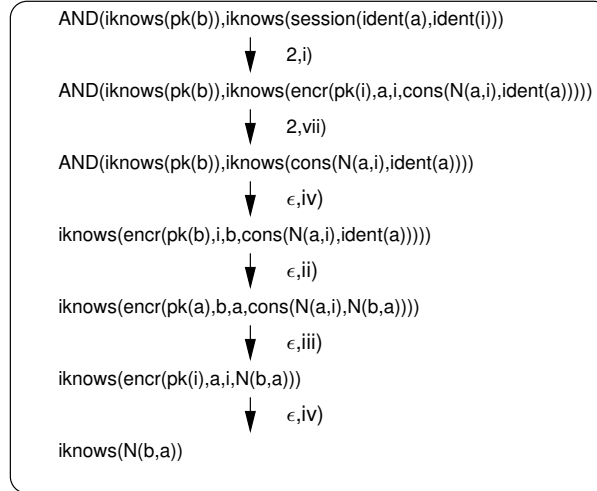 AND(iknows(pk(b)),iknows(session(ident(a),ident(i)))
2,i)
AND(iknows(pk(b)),iknows(encr(pk(i),a,i,cons(N(a,i),ident(a)))))
2,vii)
AND(iknows(pk(b)),iknows(cons(N(a,i),ident(a))))
ϵ,iv)
iknows(encr(pk(b),i,b,cons(N(a,i),ident(a)))))
ϵ,ii)
iknows(encr(pk(a),b,a,cons(N(a,i),N(b,a))))
ϵ,iii)
iknows(encr(pk(i),a,i,N(b,a)))
ϵ,iv)
iknows(N(b,a))